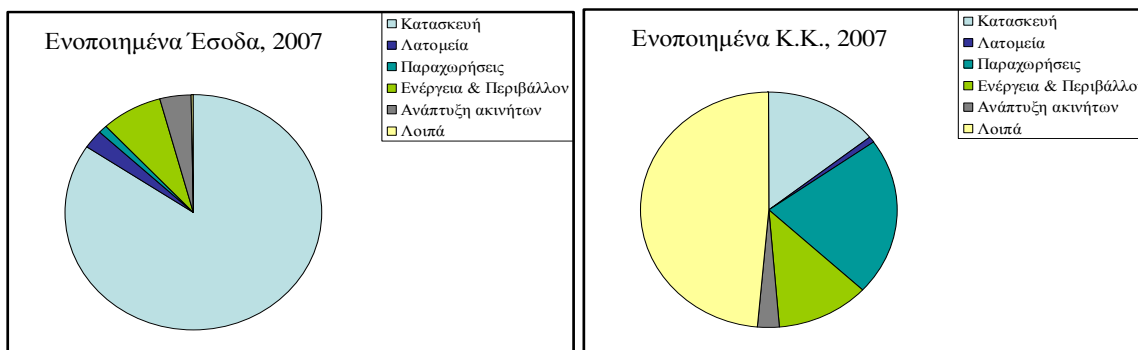 Ενοποιημένα Έσοδα, 2007
Κατασκευή
Λατομεία
Παραχωρήσεις
Ενέργεια & Περιβάλλον
Ανάπτυξη ακινήτων
Λοιπά
Ενοποιημένα Κ.Κ., 2007
Κατασκευή
Λατομεία
Παραχωρήσεις
Ενέργεια & Περιβάλλο
Ανάπτυξη ακινήτων
Λοιπά